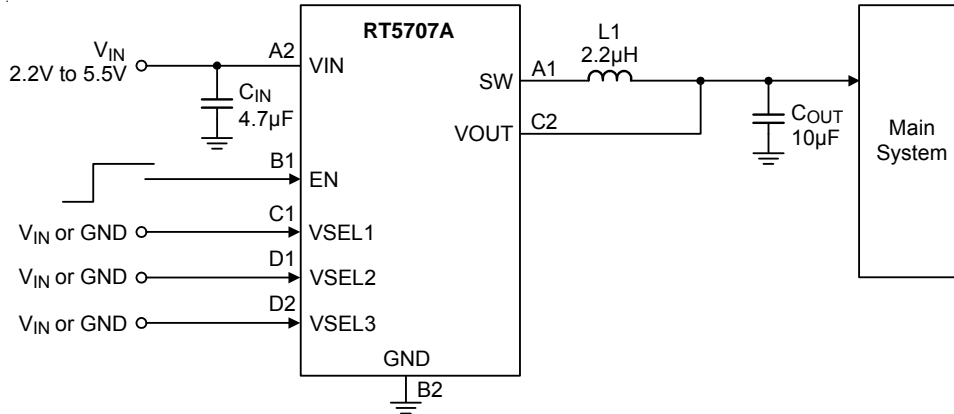 RT5707A
L1
2.2µH
VIN
2.2V to 5.5V
A2
VIN
SW
A1
CIN
4.7µF
VOUT
C2
COUT
10µF
Main
System
B1
EN
VIN or GND
C1
VSEL1
VIN or GND
D1
VSEL2
VIN or GND
D2
VSEL3
GND
B2